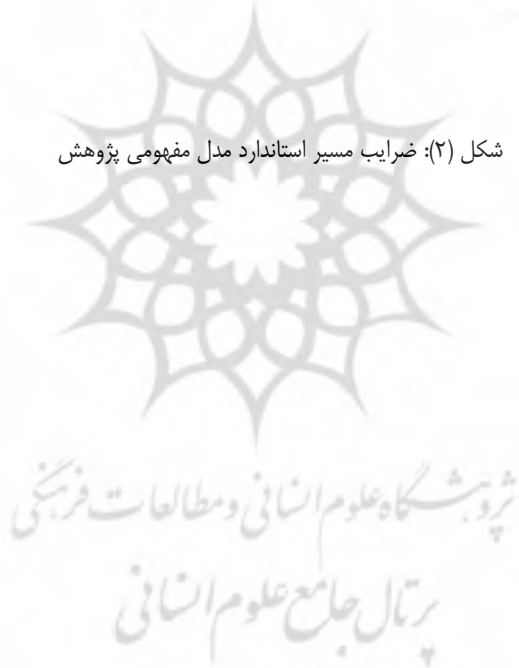 شکل (۲): ضرایب مسیر استاندارد مدل مفهومی پژوهش
پژوهشگاه علوم انسانی و مطالعات فرهنگی
پرتال جامع علوم انسانی